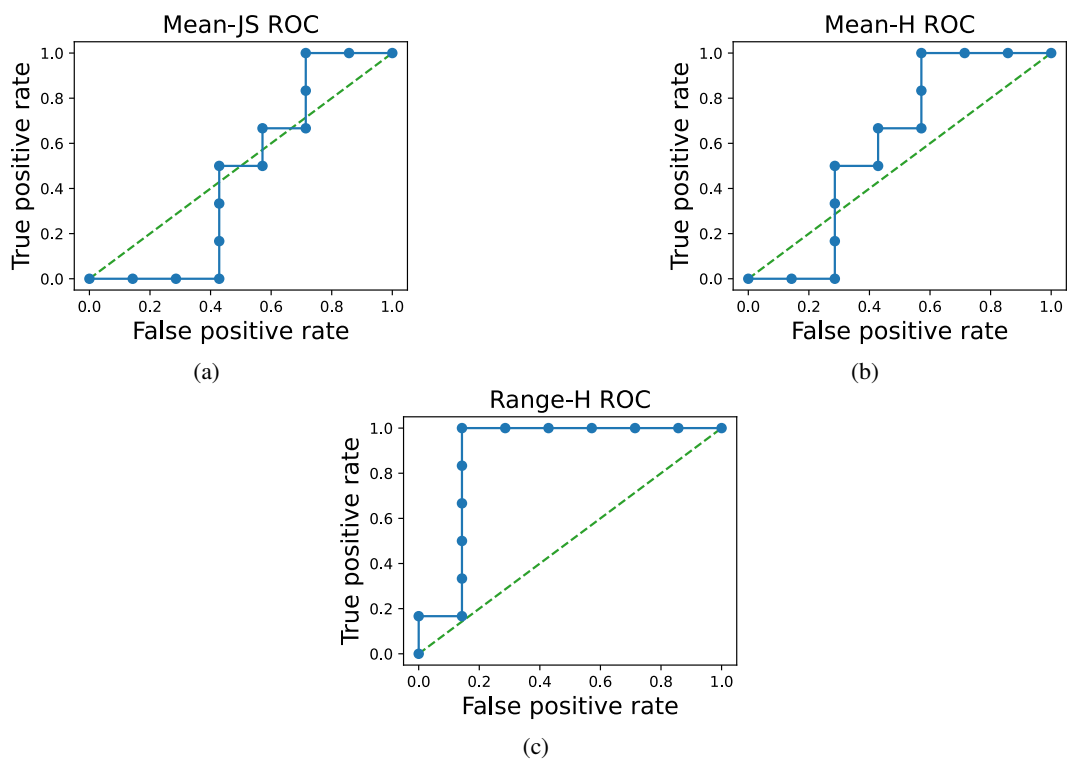 Mean-JS ROC
True positive rate
1.0
0.8
0.6
0.4
0.2
0.0
0.0 0.2 0.4 0.6 0.8 1.0
False positive rate
(a)
Mean-H ROC
True positive rate
1.0
0.8
0.6
0.4
0.2
0.0
0.0 0.2 0.4 0.6 0.8 1.0
False positive rate
(b)
Range-H ROC
True positive rate
1.0
0.8
0.6
0.4
0.2
0.0
0.0 0.2 0.4 0.6 0.8 1.0
False positive rate
(c)